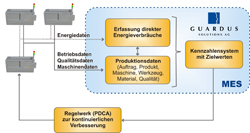 Energiedaten
Betriebsdaten
Qualitätsdaten
Maschinendaten
Erfassung direkter
Energieverbräuche
Produktionsdaten
(Auftrag, Produkt,
Maschine, Werkzeug,
Material, Qualität)
GUARDUS
SOLUTIONS AG
Kennzahlensystem
mit Zielwerten
MES
Regelwerk (PDCA)
zur kontinuierlichen
Verbesserung